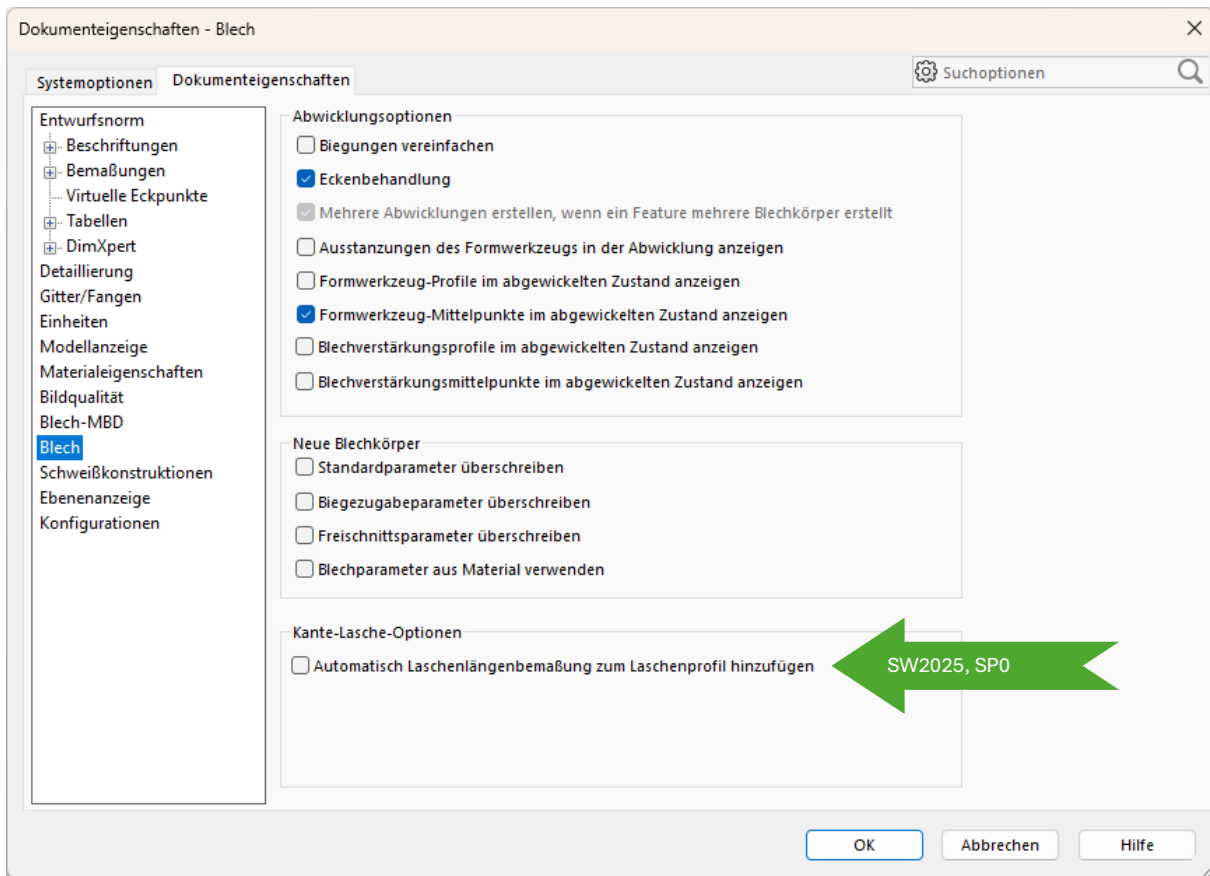 Dokumenteigenschaften - Blech
Systemoptionen
Dokumenteigenschaften
Suchoptionen
Entwurfsnorm
Beschriftungen
Bemaßungen
Virtuelle Eckpunkte
Tabellen
DimXpert
Detaillierung
Gitter/Fangen
Einheiten
Modellanzeige
Materialeigenschaften
Bildqualität
Blech-MBD
Blech
Schweißkonstruktionen
Ebenenanzeige
Konfigurationen
Abwicklungsoptionen
Biegungen vereinfachen
Eckenbehandlung
Mehrere Abwicklungen erstellen, wenn ein Feature mehrere Blechkörper erstellt
Ausstanzungen des Formwerkzeugs in der Abwicklung anzeigen
Formwerkzeug-Profile im abgewickelten Zustand anzeigen
Formwerkzeug-Mittelpunkte im abgewickelten Zustand anzeigen
Blechverstärkungsprofile im abgewickelten Zustand anzeigen
Blechverstärkungsmittelpunkte im abgewickelten Zustand anzeigen
Neue Blechkörper
Standardparameter überschreiben
Biegezugabeparameter überschreiben
Freischnittsparameter überschreiben
Blechparameter aus Material verwenden
Kante-Lasche-Optionen
Automatisch Laschenlängenbemaßung zum Laschenprofil hinzufügen
SW2025, SP0
OK
Abbrechen
Hilfe